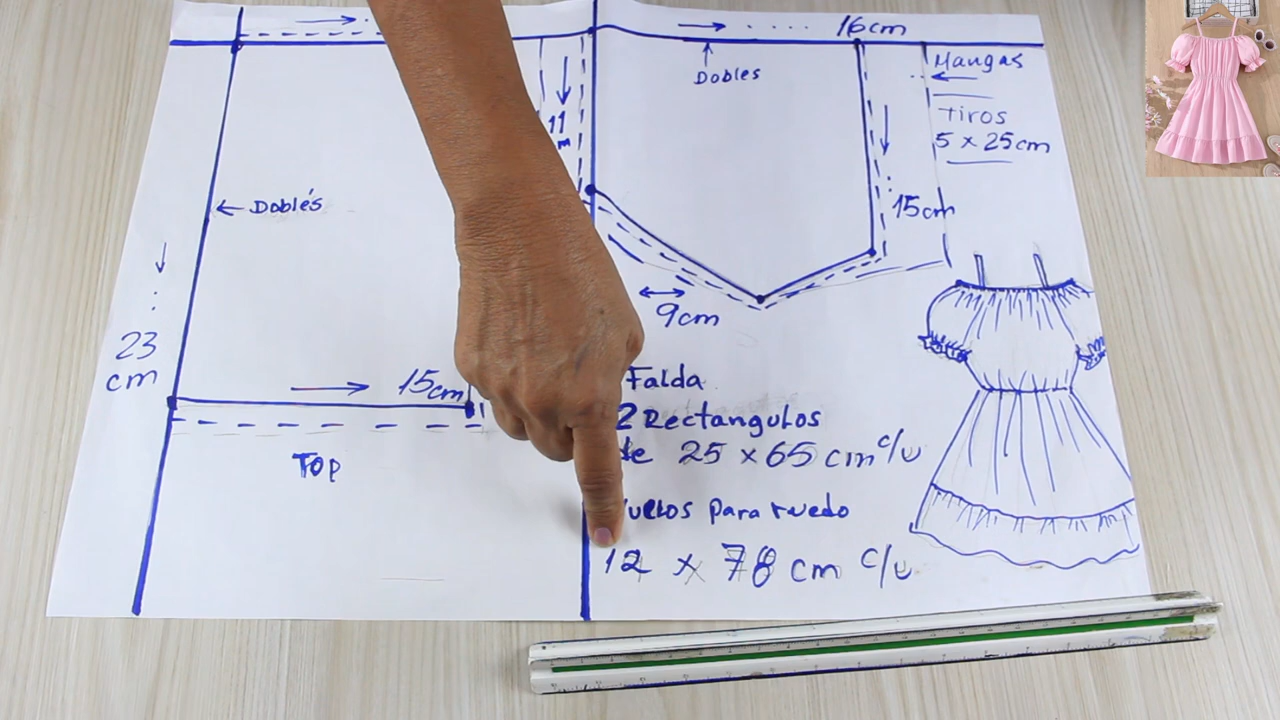 16cm
Dobles
11
Mangas
Tiros
5 x 25cm
15cm
9cm
← Doblés
23
cm
15cm
Top
Falda
2 Rectangulos
de 25 x 65 cm c/u
para ruedo
12 x 78 cm c/u